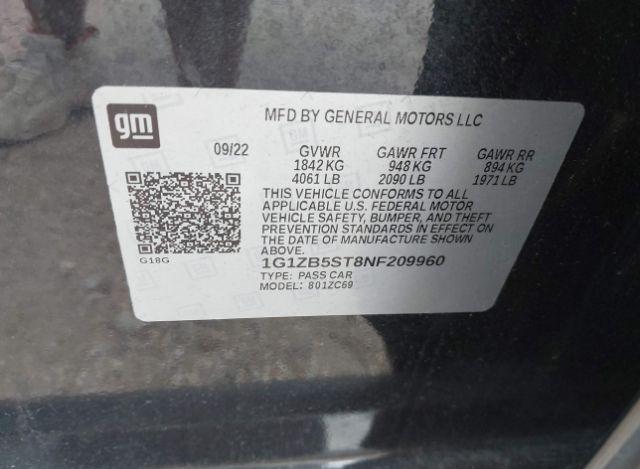 gm
MFD BY GENERAL MOTORS LLC
09/22 GVWR GAWR FRT GAWR RR
1842 KG 948 KG 894 KG
4061 LB 2090 LB 1971 LB
THIS VEHICLE CONFORMS TO ALL
APPLICABLE U.S. FEDERAL MOTOR
VEHICLE SAFETY, BUMPER, AND THEFT
PREVENTION STANDARDS IN EFFECT ON
THE DATE OF MANUFACTURE SHOWN
ABOVE.
G18G
1G1ZB5ST8NF209960
TYPE: PASS CAR
MODEL: 801ZC69